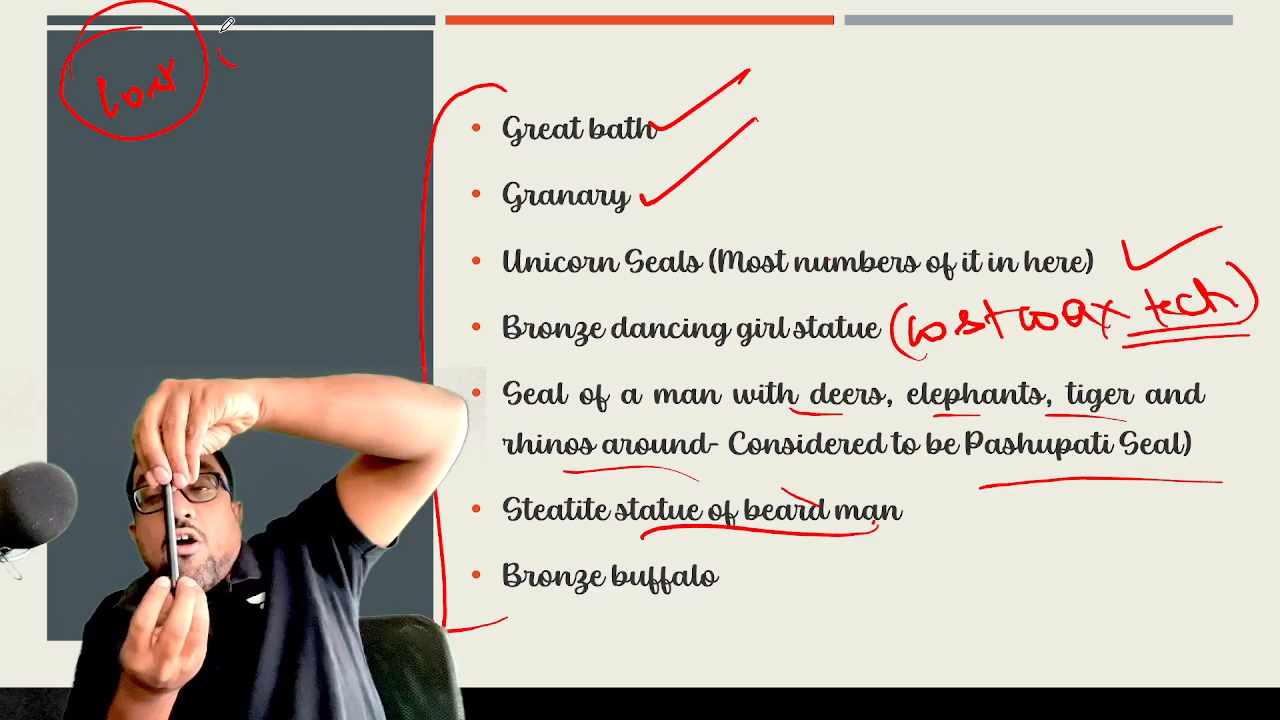 Great bath
Granary
Unicorn Seals (Most numbers of it in here)
Bronze dancing girl statue (lost wax tech)
Seal of a man with deers, elephants, tiger and
rhinos around- Considered to be Pashupati Seal)
Steatite statue of beard man
Bronze buffalo